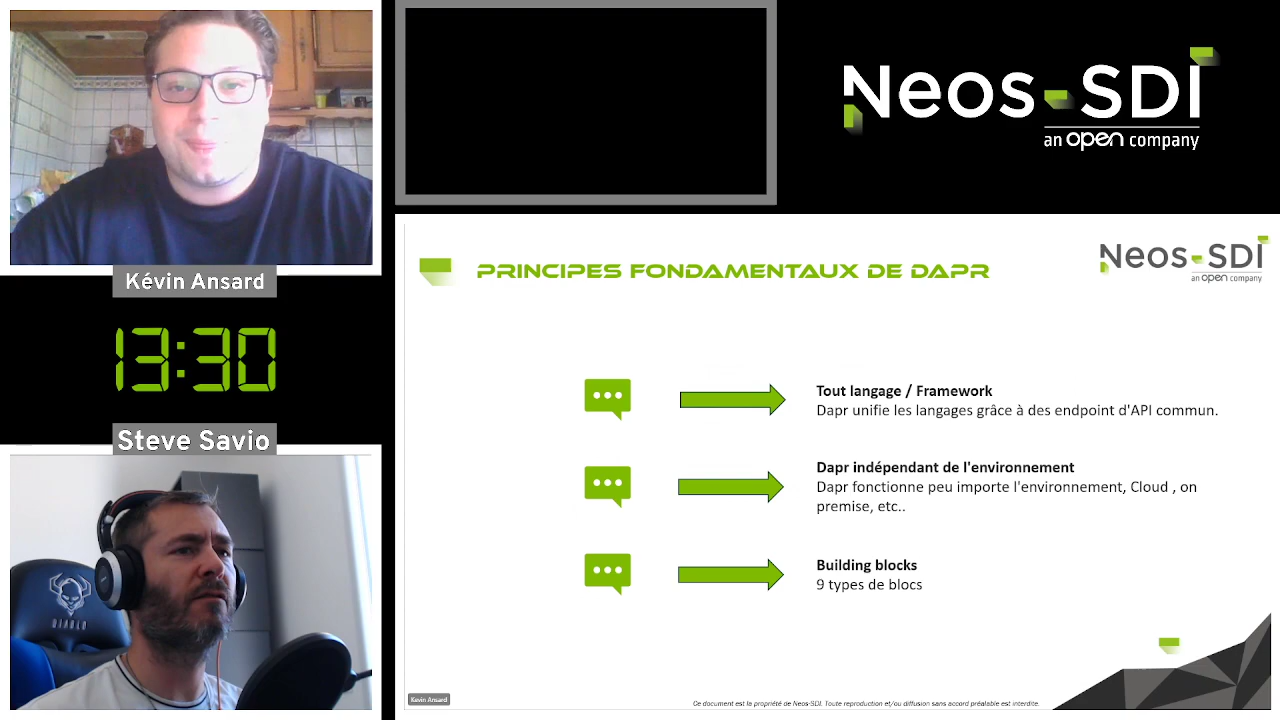 Neos-SDI
an open company
Kévin Ansard
13:30
Steve Savio
DIABLO
Neos-SDI
an open company
PRINCIPES FONDAMENTAUX DE DAPR
Tout langage / Framework
Dapr unifie les langages grâce à des endpoint d'API commun.
Dapr indépendant de l'environnement
Dapr fonctionne peu importe l'environnement, Cloud , on
premise, etc..
Building blocks
9 types de blocs
Kevin Ansard
Ce document est la propriété de Neos-SDI. Toute reproduction et/ou diffusion sans accord préalable est interdite.